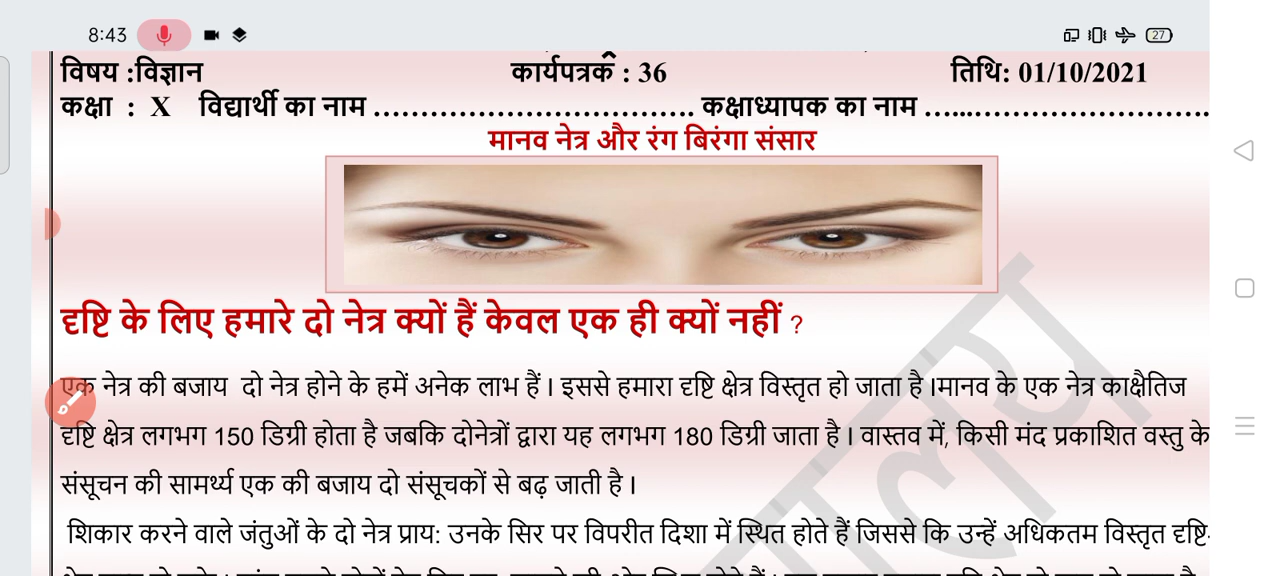 8:43
27
विषय :विज्ञान कार्यपत्रक : 36 तिथि: 01/10/2021
कक्षा : X विद्यार्थी का नाम .................................. कक्षाध्यापक का नाम ..............................
मानव नेत्र और रंग बिरंगा संसार
दृष्टि के लिए हमारे दो नेत्र क्यों हैं केवल एक ही क्यों नहीं ?
एक नेत्र की बजाय दो नेत्र होने के हमें अनेक लाभ हैं । इससे हमारा दृष्टि क्षेत्र विस्तृत हो जाता है ।मानव के एक नेत्र काक्षैतिज
दृष्टि क्षेत्र लगभग 150 डिग्री होता है जबकि दोनेत्रों द्वारा यह लगभग 180 डिग्री जाता है । वास्तव में, किसी मंद प्रकाशित वस्तु के
संसूचन की सामर्थ्य एक की बजाय दो संसूचकों से बढ़ जाती है ।
शिकार करने वाले जंतुओं के दो नेत्र प्राय: उनके सिर पर विपरीत दिशा में स्थित होते हैं जिससे कि उन्हें अधिकतम विस्तृत दृष्टि-